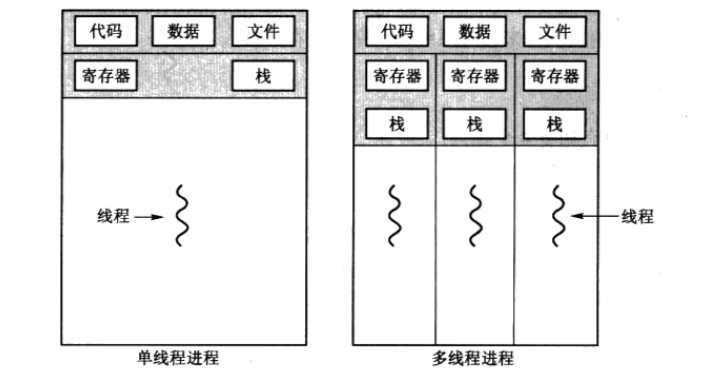 代码 数据 文件
寄存器 栈
线程
单线程进程
代码 数据 文件
寄存器 寄存器 寄存器
栈 栈 栈
线程
多线程进程